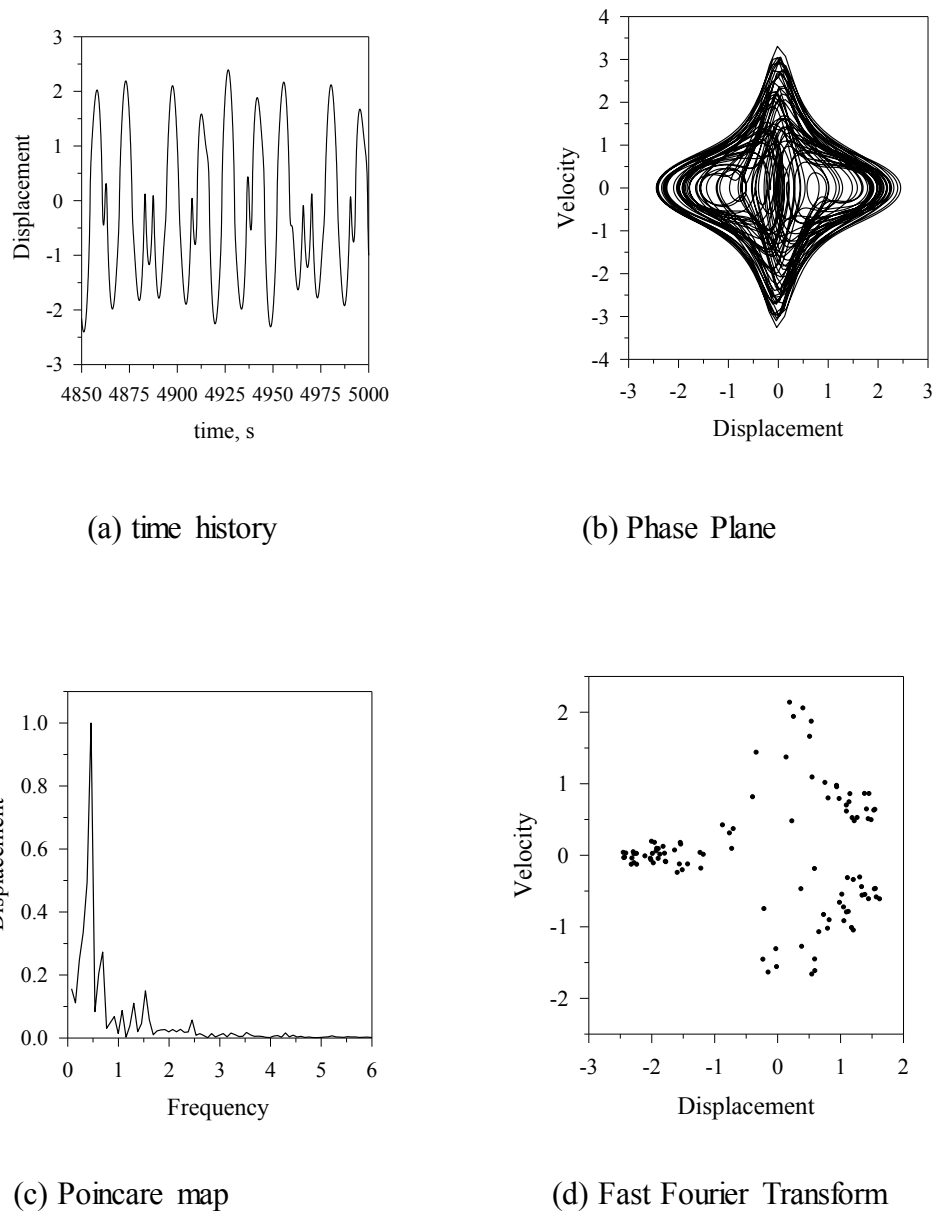 3
2
1
0
-1
-2
-3
Displacement
4850 4875 4900 4925 4950 4975 5000
time, s
(a) time history
4
3
2
1
0
-1
-2
-3
-4
Velocity
-3 -2 -1 0 1 2 3
Displacement
(b) Phase Plane
1.0
0.8
0.6
0.4
0.2
0.0
Displacement
0 1 2 3 4 5 6
Frequency
(c) Poincare map
2
1
0
-1
-2
Velocity
-3 -2 -1 0 1 2
Displacement
(d) Fast Fourier Transform